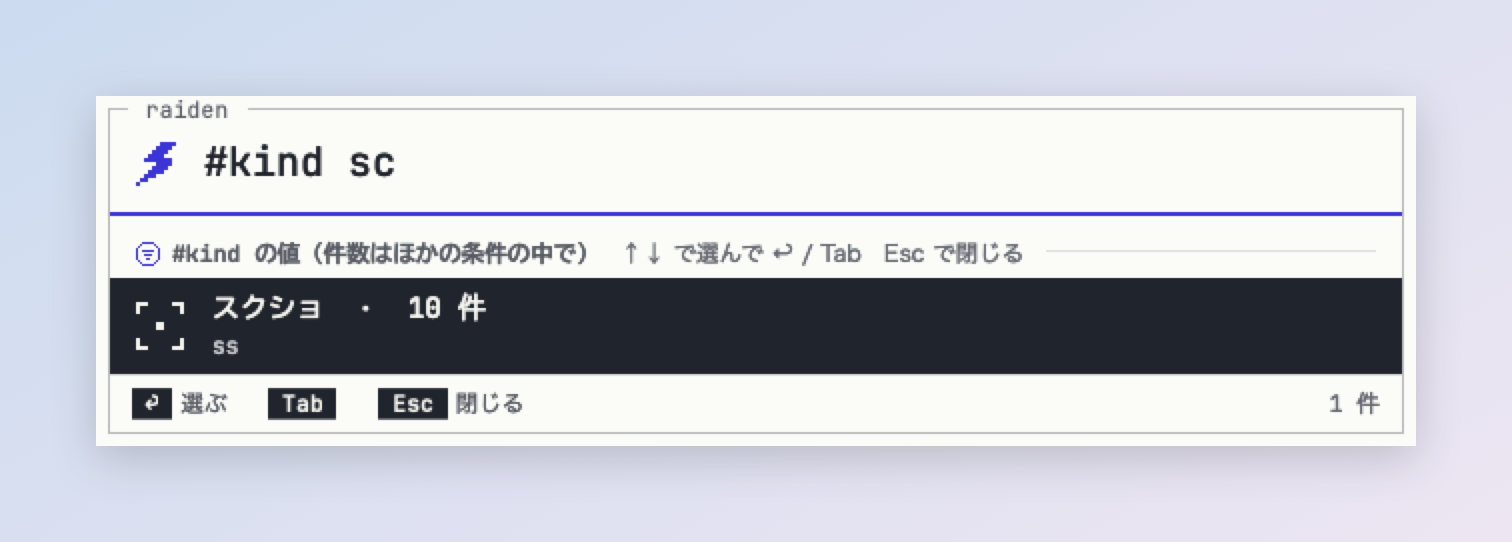 raiden
#kind sc
#kind の値（件数はほかの条件の中で） ↑↓ で選んで ↩ / Tab Esc で閉じる
スクショ · 10 件
ss
↩ 選ぶ Tab Esc 閉じる 1 件